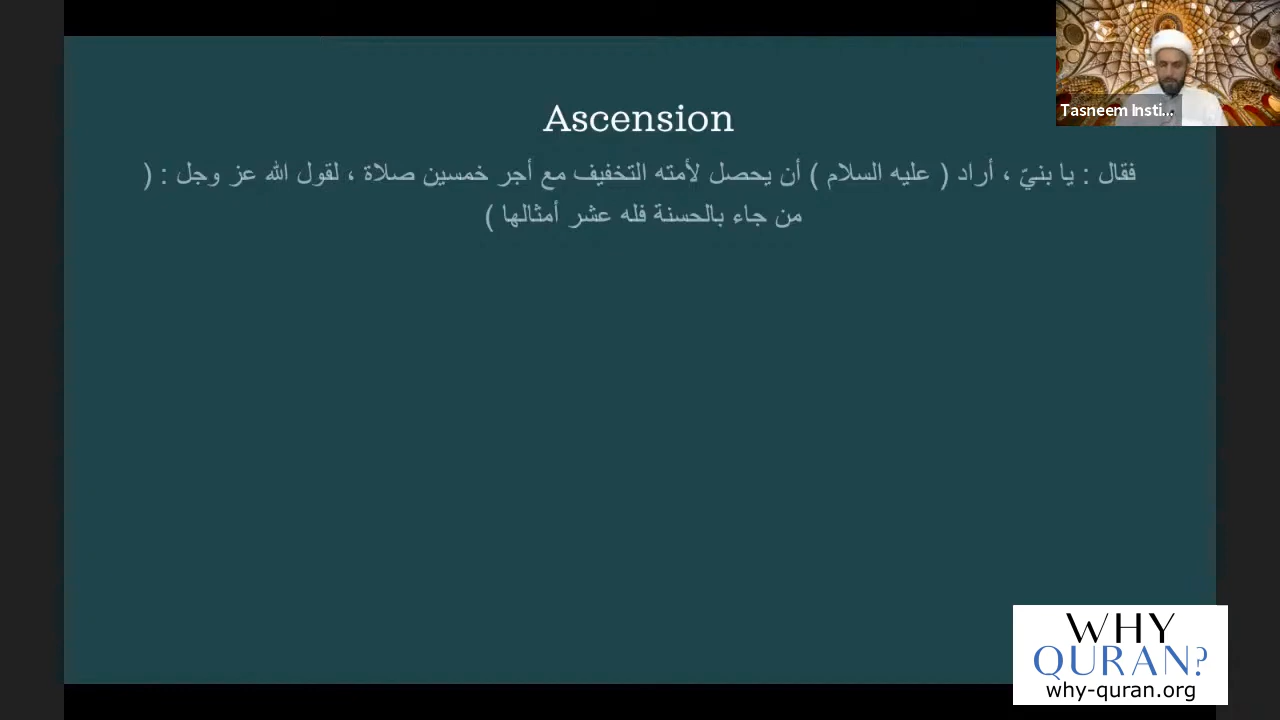 Ascension
فقال : يا بنيّ ، أراد ( عليه السلام ) أن يحصل لأمته التخفيف مع أجر خمسين صلاة ، لقول الله عز وجل : (
من جاء بالحسنة فله عشر أمثالها )
Tasneem Insti...
WHY
QURAN?
why-quran.org